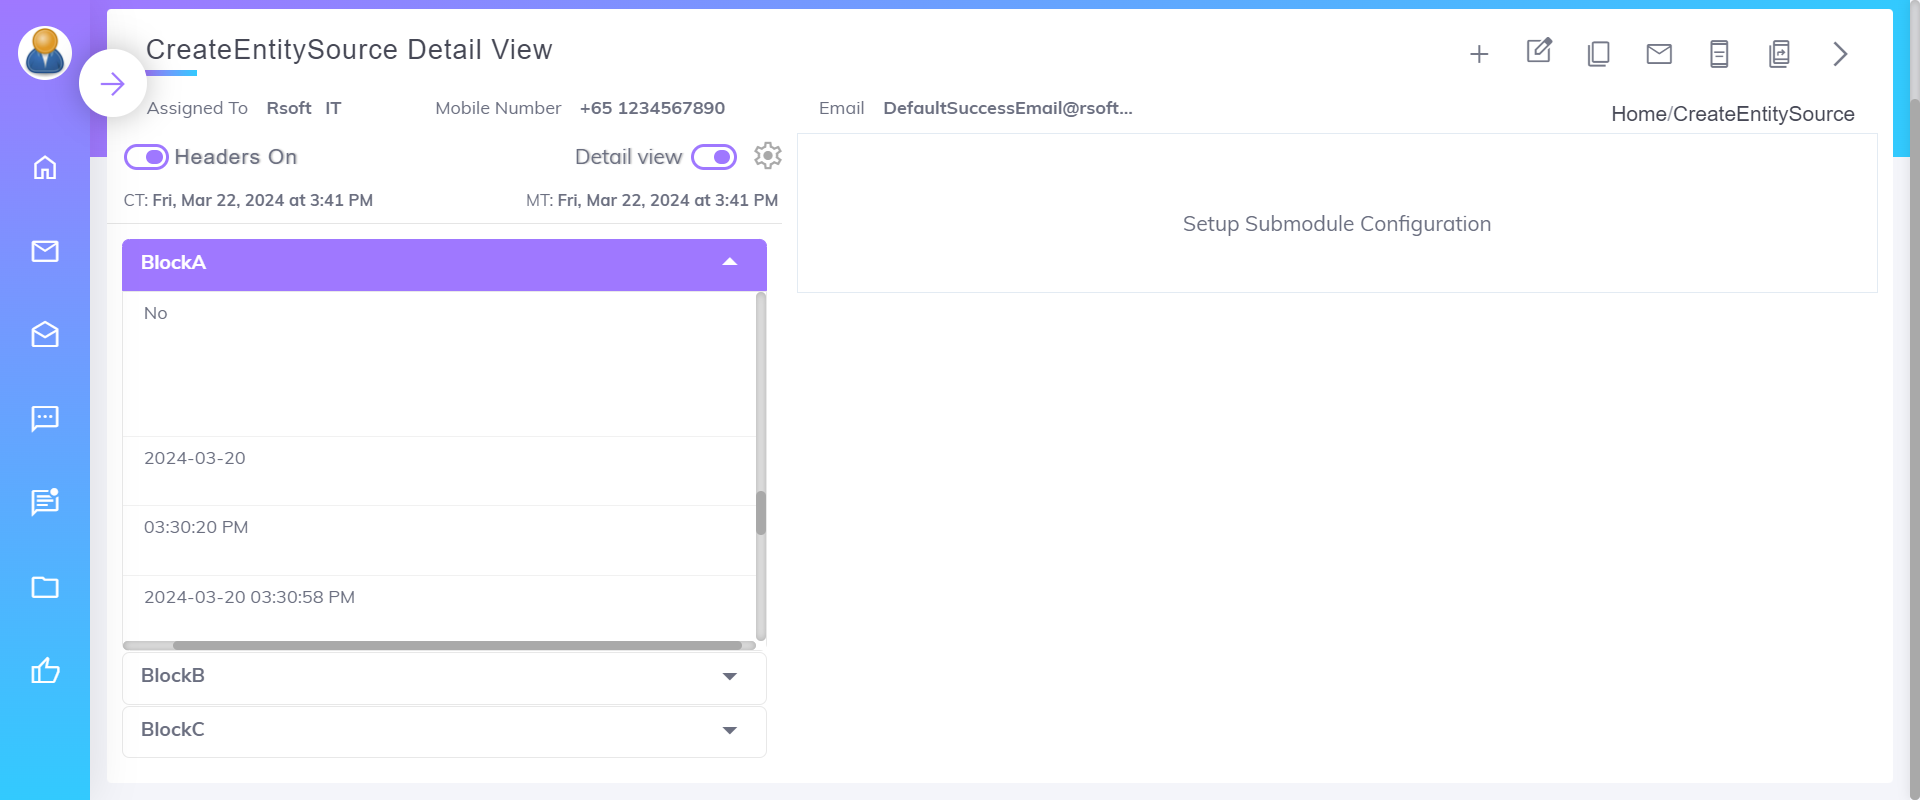 CreateEntitySource Detail View
Assigned To Rsoft IT Mobile Number +65 1234567890 Email DefaultSuccessEmail@rsoft...
Home/CreateEntitySource
Headers On Detail view
CT: Fri, Mar 22, 2024 at 3:41 PM MT: Fri, Mar 22, 2024 at 3:41 PM
Setup Submodule Configuration
BlockA
No
2024-03-20
03:30:20 PM
2024-03-20 03:30:58 PM
BlockB
BlockC